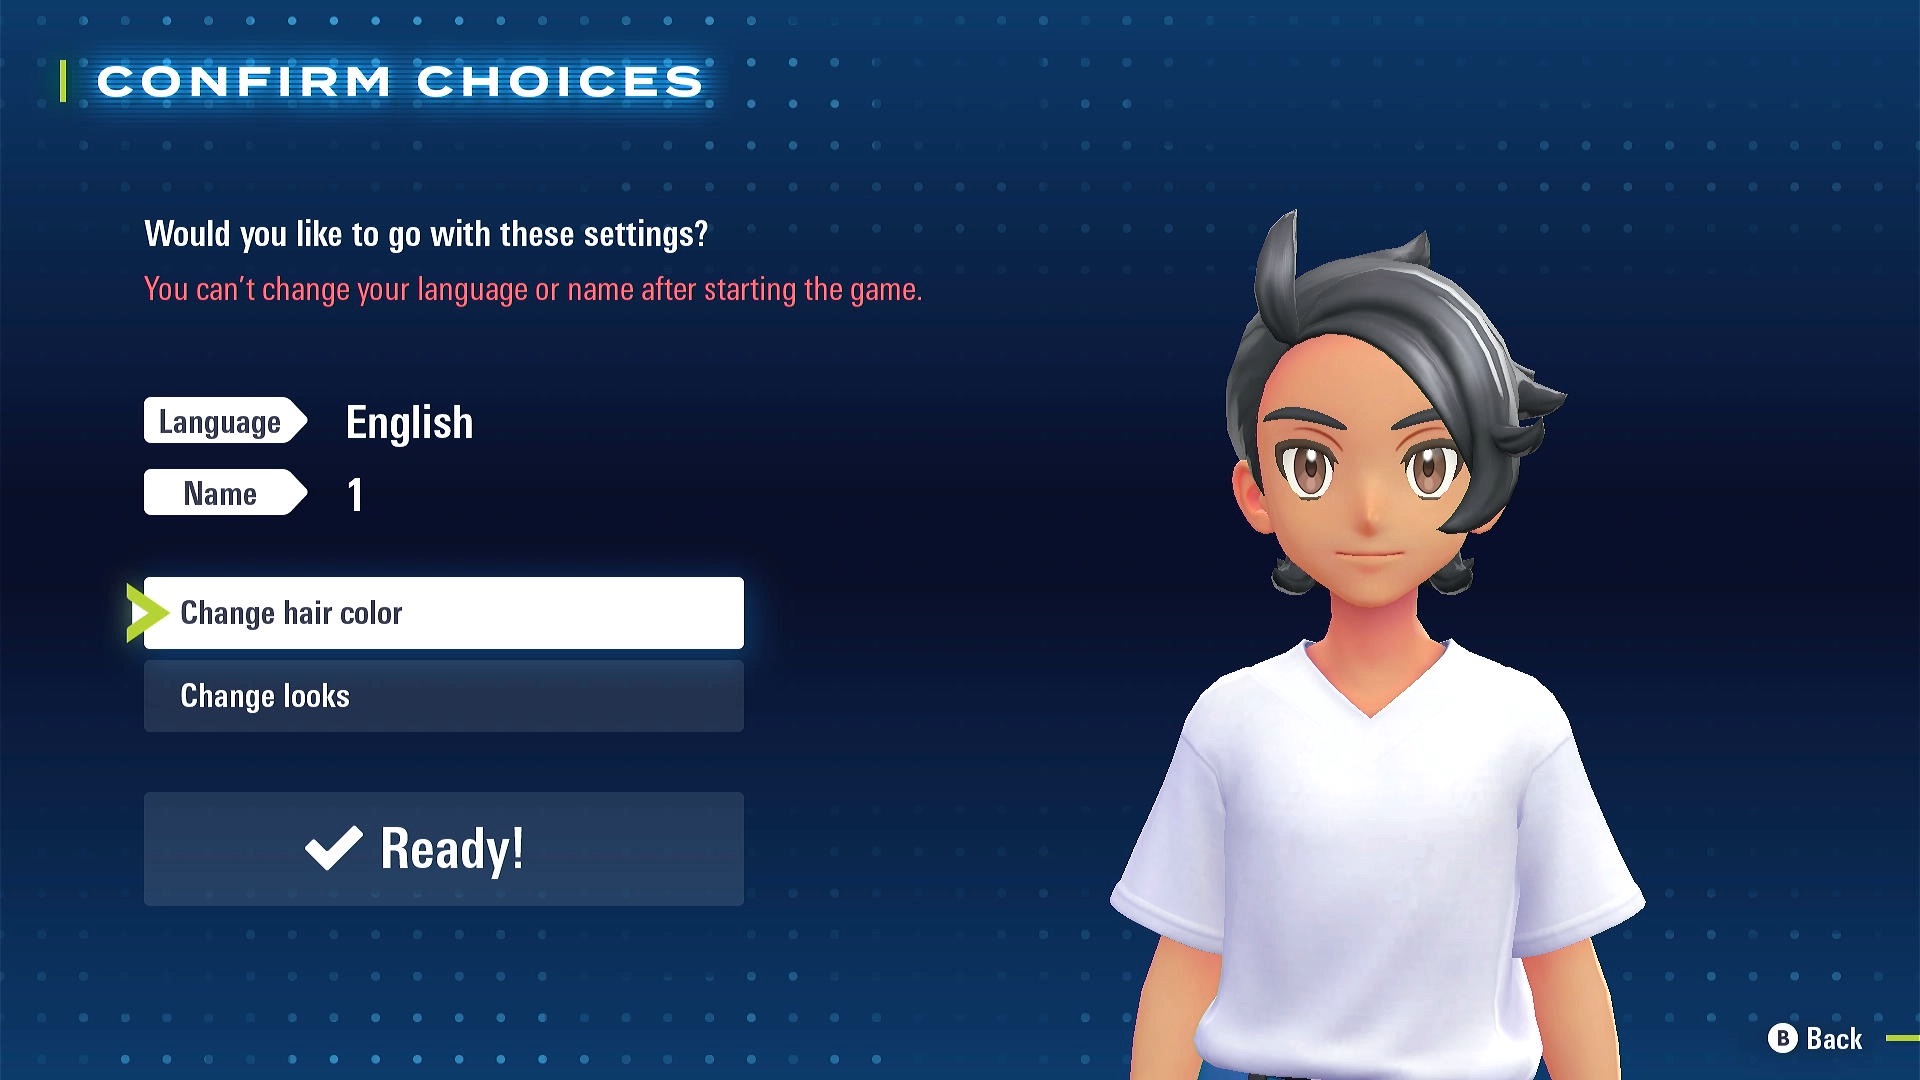 CONFIRM CHOICES
Would you like to go with these settings?
You can't change your language or name after starting the game.
Language English
Name 1
Change hair color
Change looks
Ready!
B Back